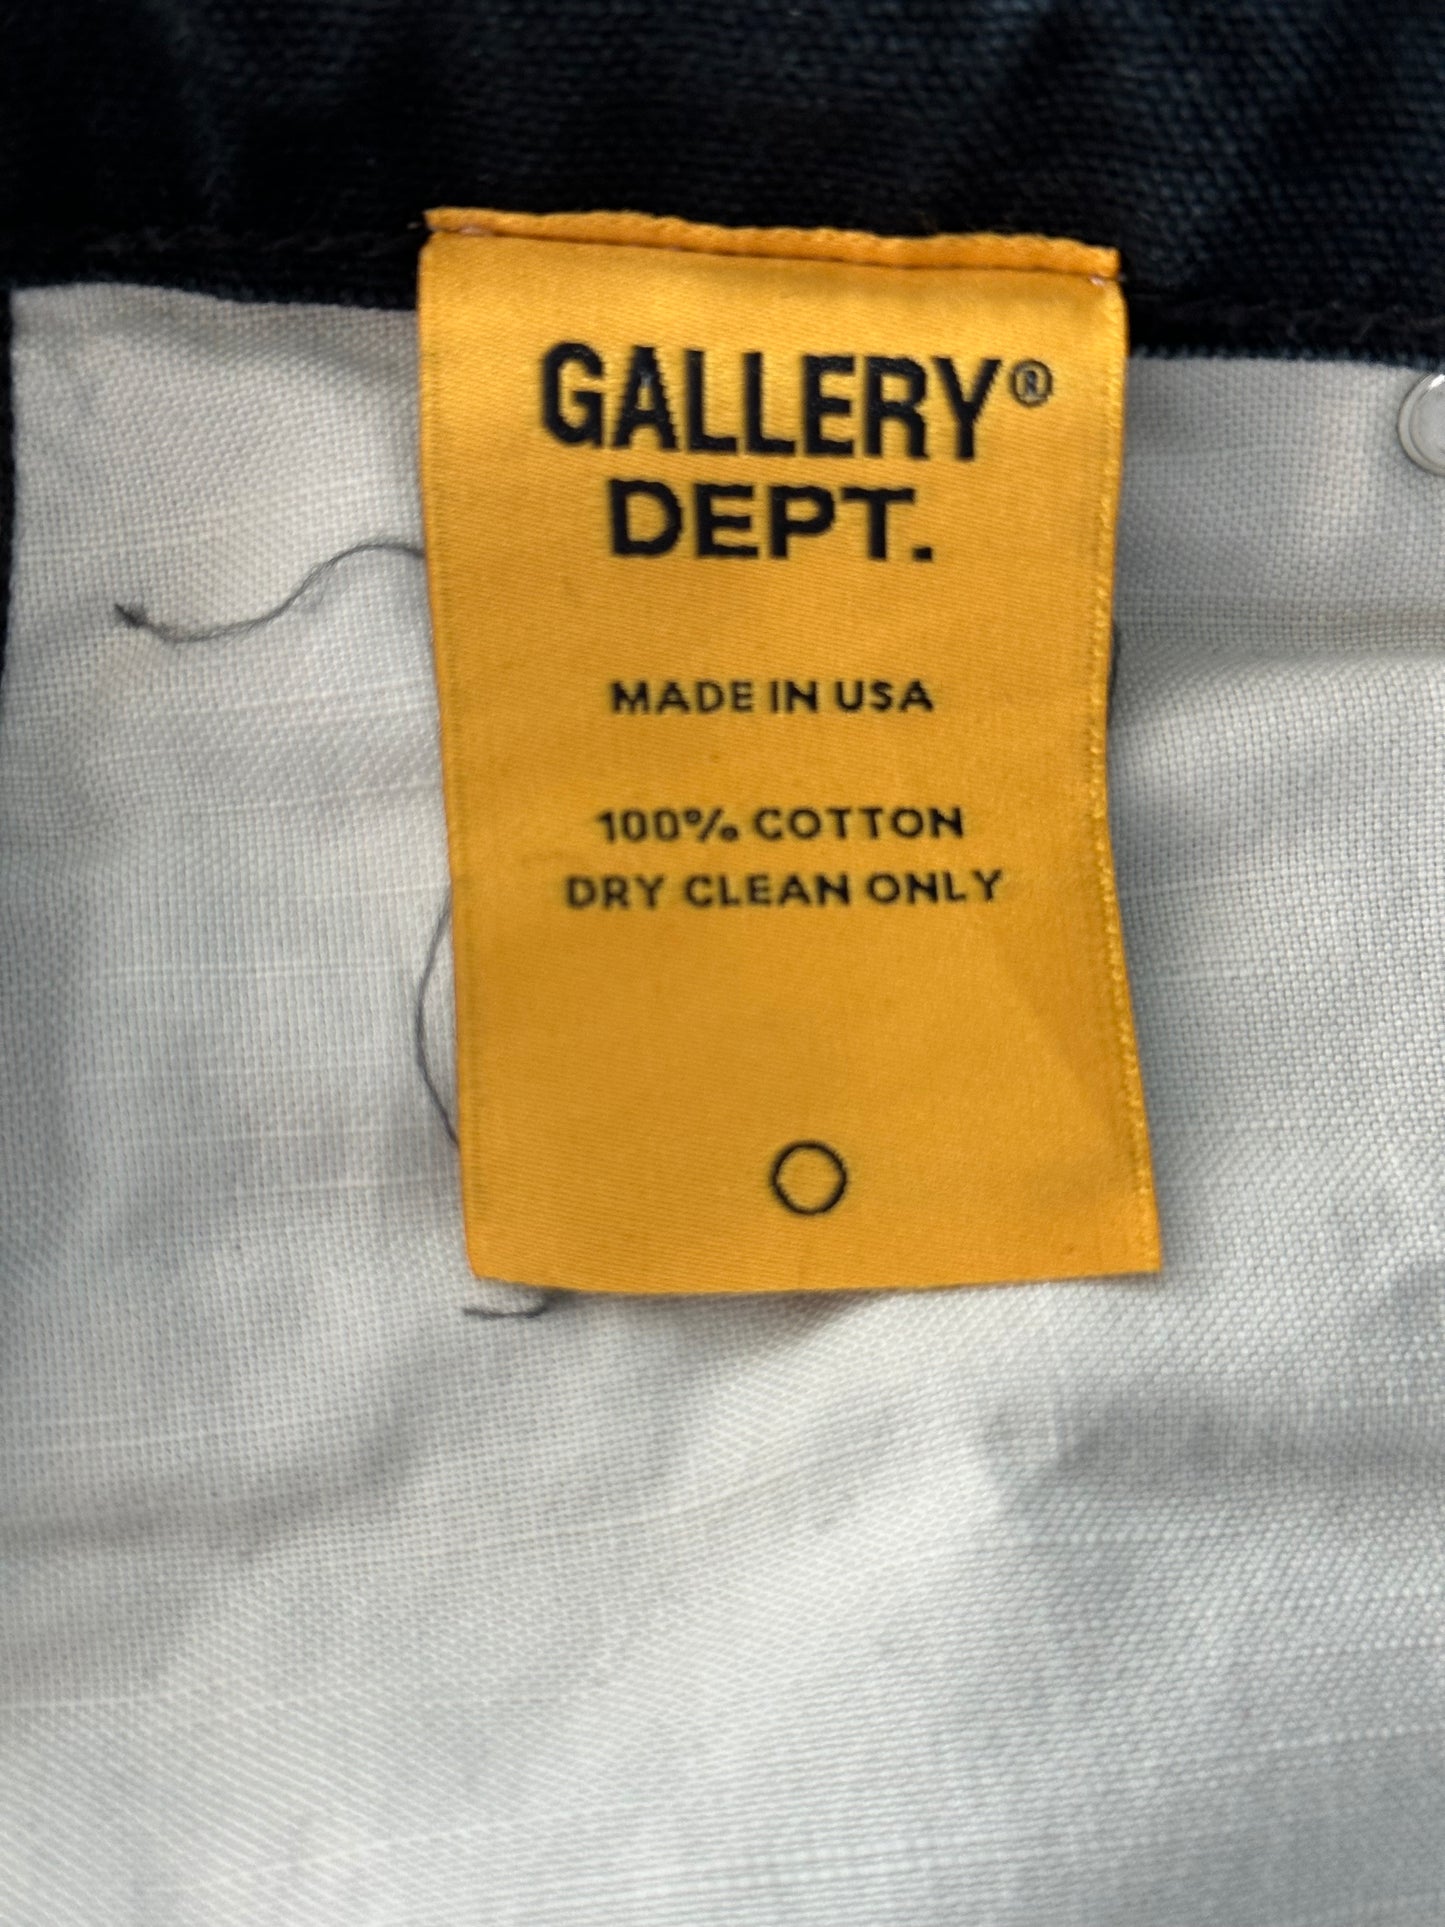 GALLERY®
DEPT.
MADE IN USA
100% COTTON
DRY CLEAN ONLY